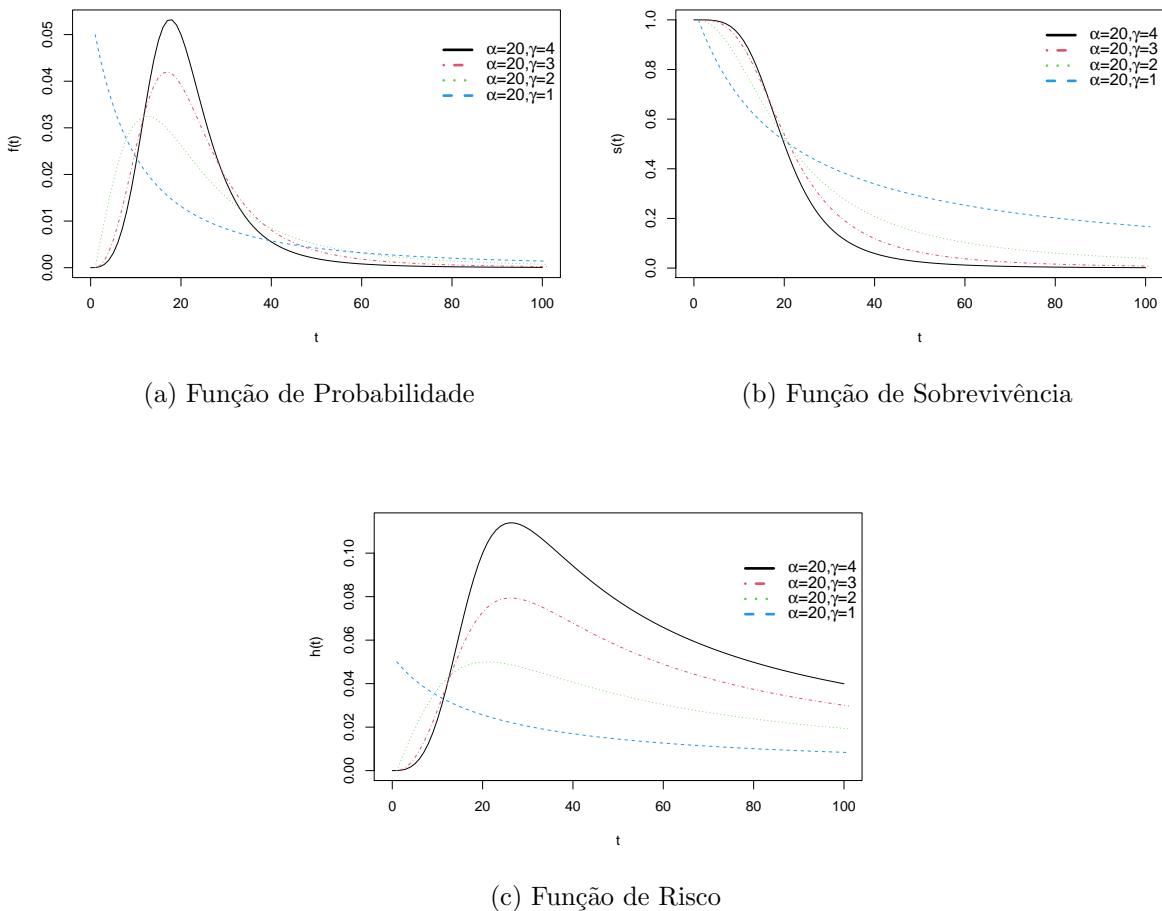 f(t)
0.00 0.01 0.02 0.03 0.04 0.05
α=20,γ=4
α=20,γ=3
α=20,γ=2
α=20,γ=1
0 20 40 60 80 100
t
(a) Função de Probabilidade
s(t)
0.0 0.2 0.4 0.6 0.8 1.0
α=20,γ=4
α=20,γ=3
α=20,γ=2
α=20,γ=1
0 20 40 60 80 100
t
(b) Função de Sobrevivência
h(t)
0.00 0.02 0.04 0.06 0.08 0.10
α=20,γ=4
α=20,γ=3
α=20,γ=2
α=20,γ=1
0 20 40 60 80 100
t
(c) Função de Risco